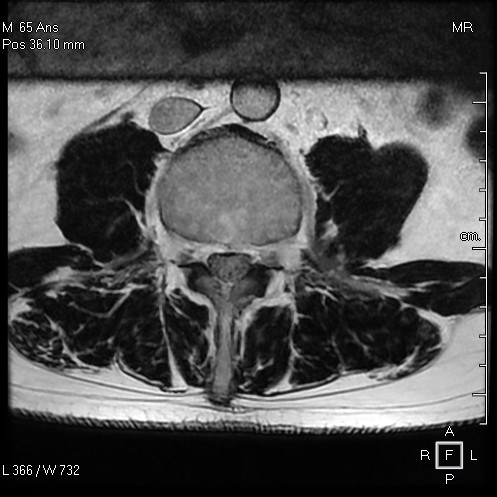 M 65 Ans
MR
Pos 36.10 mm
cm.
A
R F L
P
L 366 / W 732